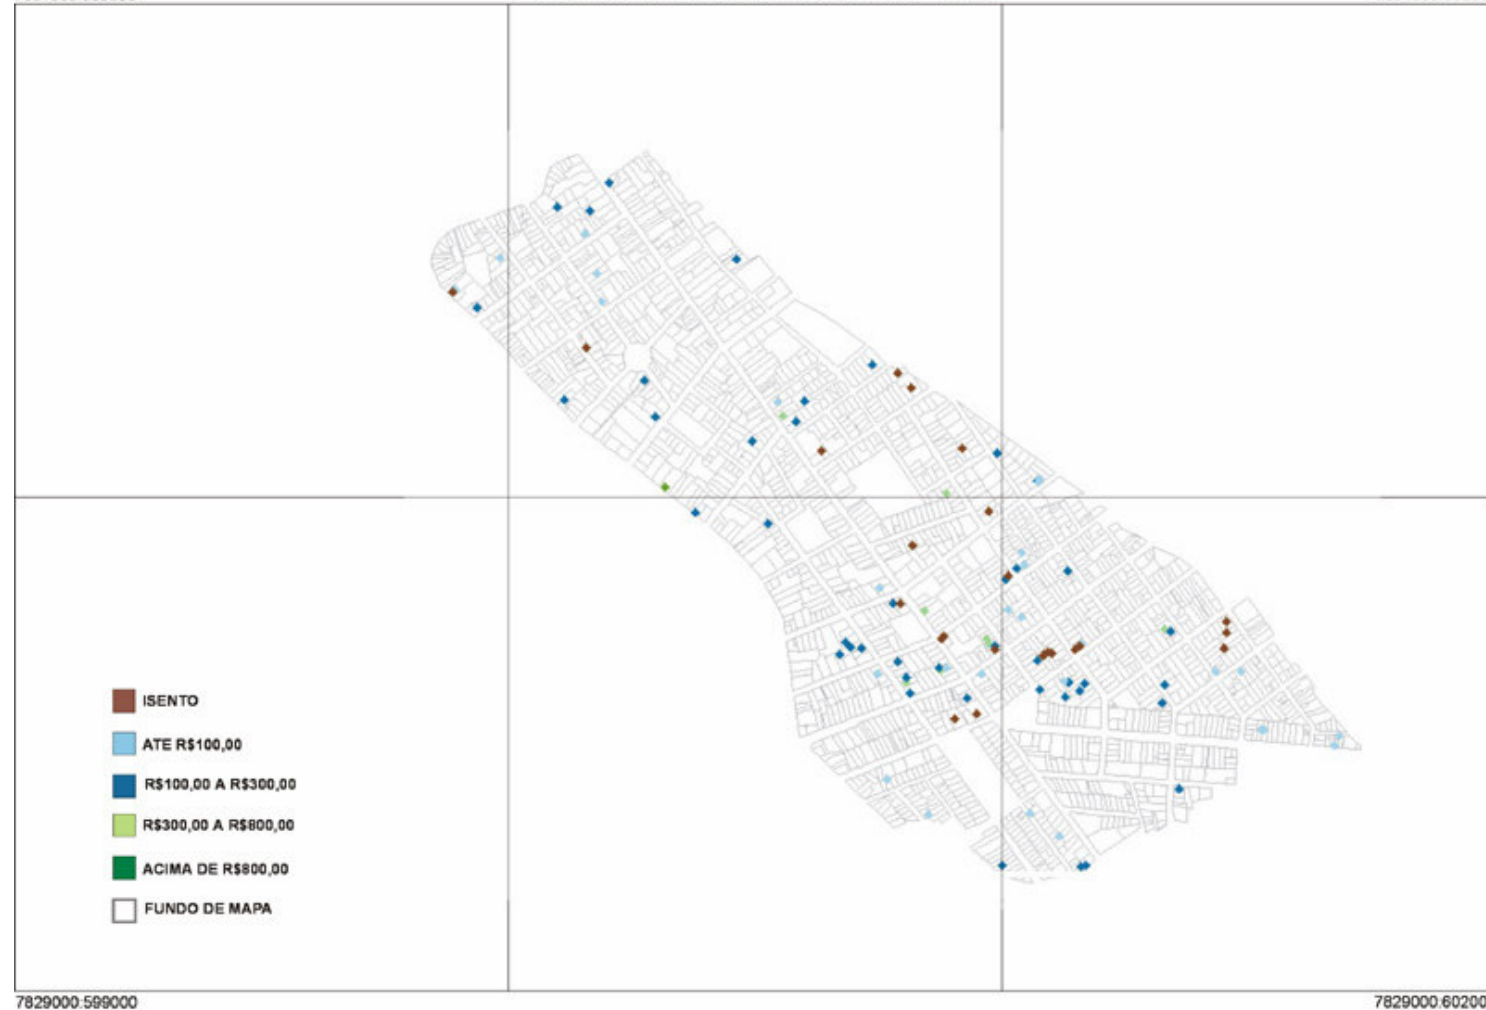 ISENTO
ATE R$100,00
R$100,00 A R$300,00
R$300,00 A R$800,00
ACIMA DE R$800,00
FUNDO DE MAPA
7829000:599000
7829000:60200